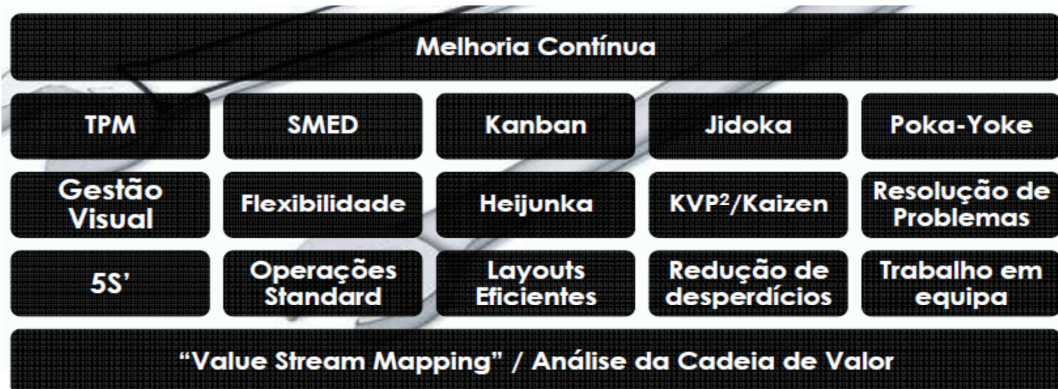 Melhoria Contínua
TPM
SMED
Kanban
Jidoka
Poka-Yoke
Gestão
Visual
Flexibilidade
Heijunka
KVP²/Kaizen
Resolução de
Problemas
5S’
Operações
Standard
Layouts
Eficientes
Redução de
desperdícios
Trabalho em
equipa
“Value Stream Mapping” / Análise da Cadeia de Valor